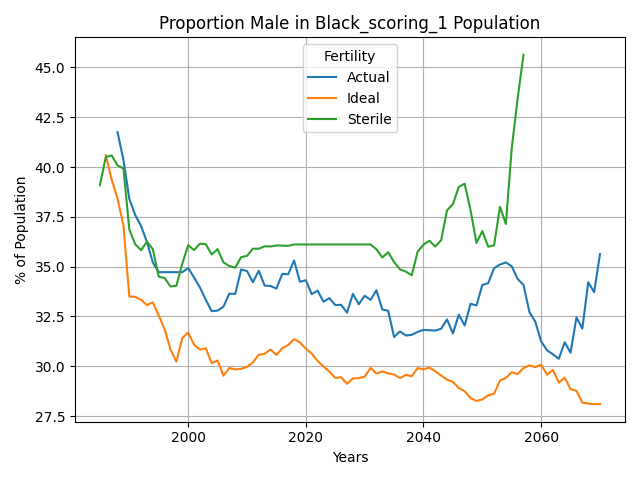 Proportion Male in Black_scoring_1 Population
Fertility
Actual
Ideal
Sterile
% of Population
45.0
42.5
40.0
37.5
35.0
32.5
30.0
27.5
2000
2020
2040
2060
Years